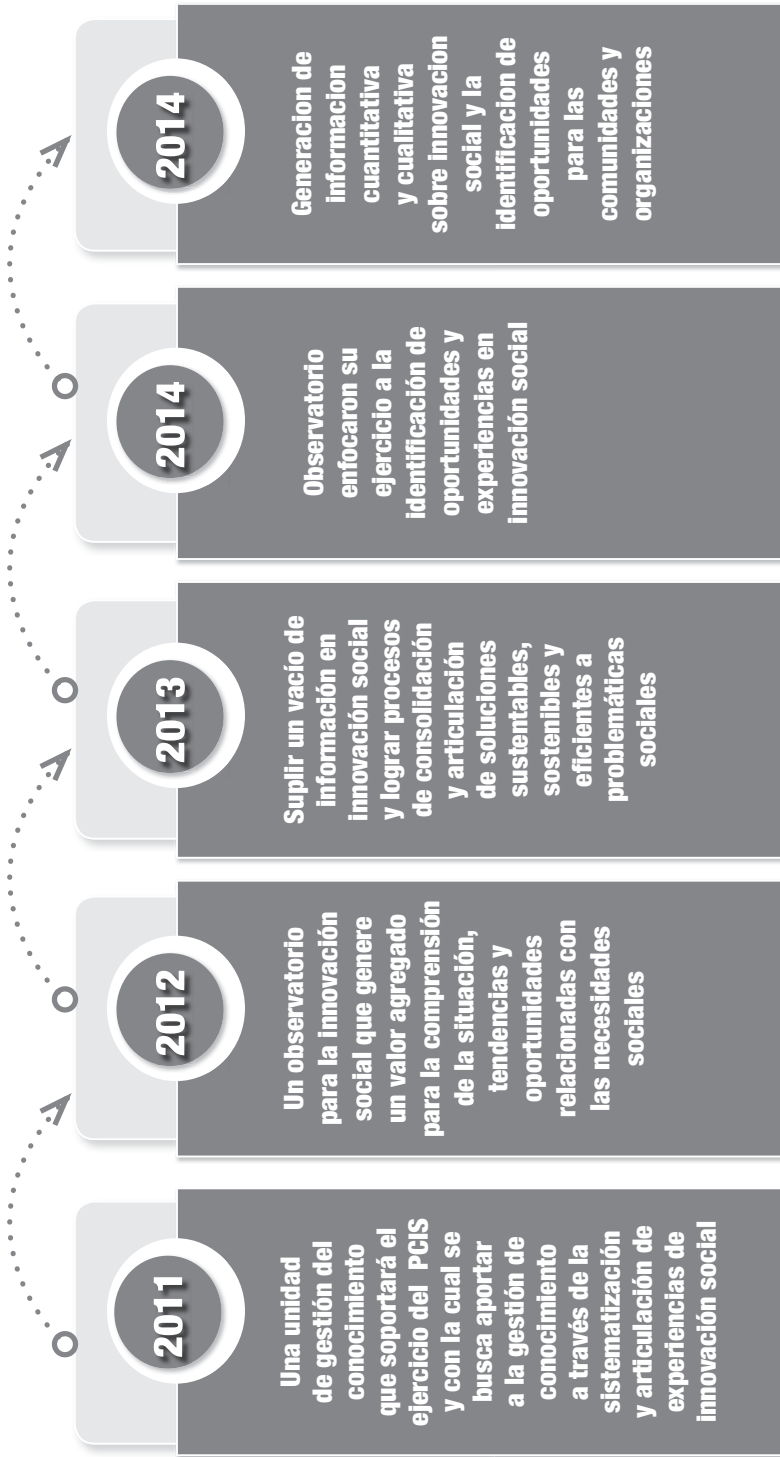 2011
Una unidad
de gestión del
conocimiento
que soportará el
ejercicio del PCIS
y con la cual se
busca aportar
a la gestión de
conocimiento
a través de la
sistematización
y articulación de
experiencias de
innovación social
2012
Un observatorio
para la innovación
social que genere
un valor agregado
para la comprensión
de la situación,
tendencias y
oportunidades
relacionadas con
las necesidades
sociales
2013
Suplir un vacío de
información en
innovación social
y lograr procesos
de consolidación
y articulación
de soluciones
sustentables,
sostenibles y
eficientes a
problemáticas
sociales
2014
Observatorio
enfocaron su
ejercicio a la
identificación de
oportunidades y
experiencias en
innovación social
2014
Generacion de
informacion
cuantitativa
y cualitativa
sobre innovacion
social y la
identificacion de
oportunidades
para las
comunidades y
organizaciones